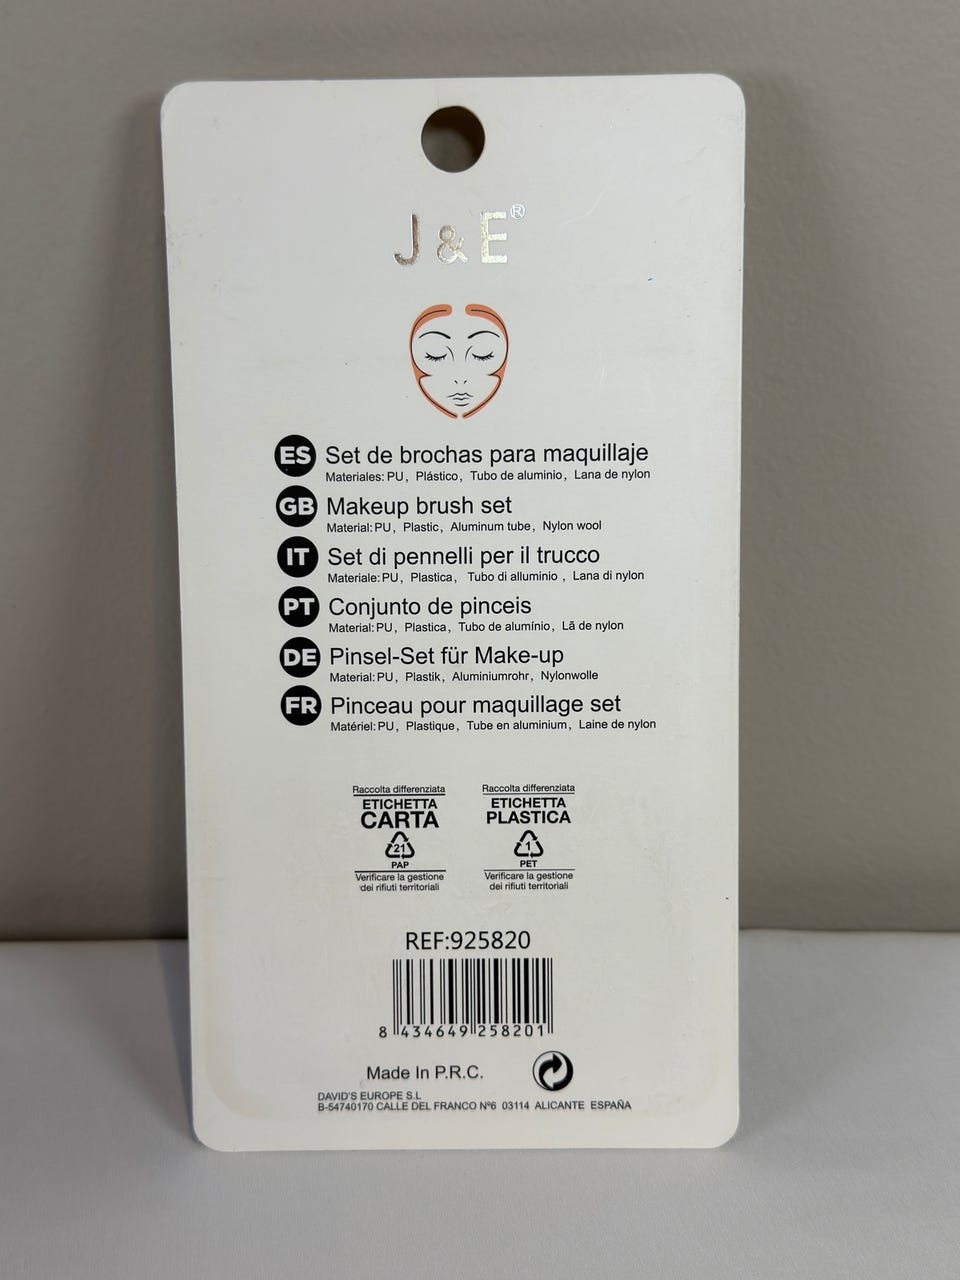 J & E®
ES Set de brochas para maquillaje
Materiales: PU, Plástico, Tubo de aluminio, Lana de nylon
GB Makeup brush set
Material: PU, Plastic, Aluminum tube, Nylon wool
IT Set di pennelli per il trucco
Materiale: PU, Plastica, Tubo di alluminio , Lana di nylon
PT Conjunto de pinceis
Material: PU, Plastica, Tubo de alumínio, Lã de nylon
DE Pinsel-Set für Make-up
Material: PU, Plastik, Aluminiumrohr, Nylonwolle
FR Pinceau pour maquillage set
Matériel: PU, Plastique, Tube en aluminium, Laine de nylon
Raccolta differenziata
ETICHETTA
CARTA
21
PAP
Verificare la gestione
dei rifiuti territoriali
Raccolta differenziata
ETICHETTA
PLASTICA
1
PET
Verificare la gestione
dei rifiuti territoriali
REF:925820
8 434649 258201
Made In P.R.C.
DAVID'S EUROPE S.L
B-54740170 CALLE DEL FRANCO Nº6 03114 ALICANTE ESPAÑA